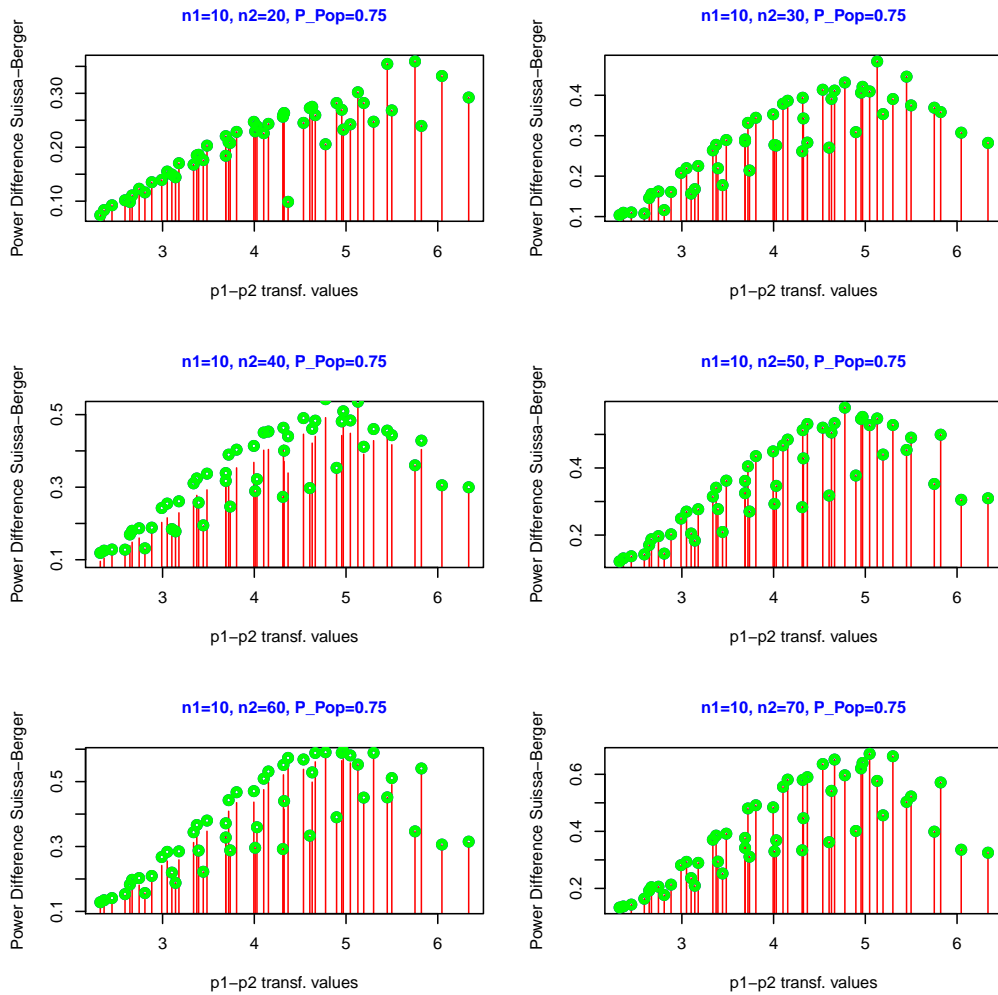 n1=10, n2=20, P_Pop=0.75
Power Difference Suissa−Berger
0.10 0.20 0.30
3 4 5 6
p1−p2 transf. values
n1=10, n2=30, P_Pop=0.75
Power Difference Suissa−Berger
0.1 0.2 0.3 0.4
3 4 5 6
p1−p2 transf. values
n1=10, n2=40, P_Pop=0.75
Power Difference Suissa−Berger
0.1 0.3 0.5
3 4 5 6
p1−p2 transf. values
n1=10, n2=50, P_Pop=0.75
Power Difference Suissa−Berger
0.2 0.4
3 4 5 6
p1−p2 transf. values
n1=10, n2=60, P_Pop=0.75
Power Difference Suissa−Berger
0.1 0.3 0.5
3 4 5 6
p1−p2 transf. values
n1=10, n2=70, P_Pop=0.75
Power Difference Suissa−Berger
0.2 0.4 0.6
3 4 5 6
p1−p2 transf. values